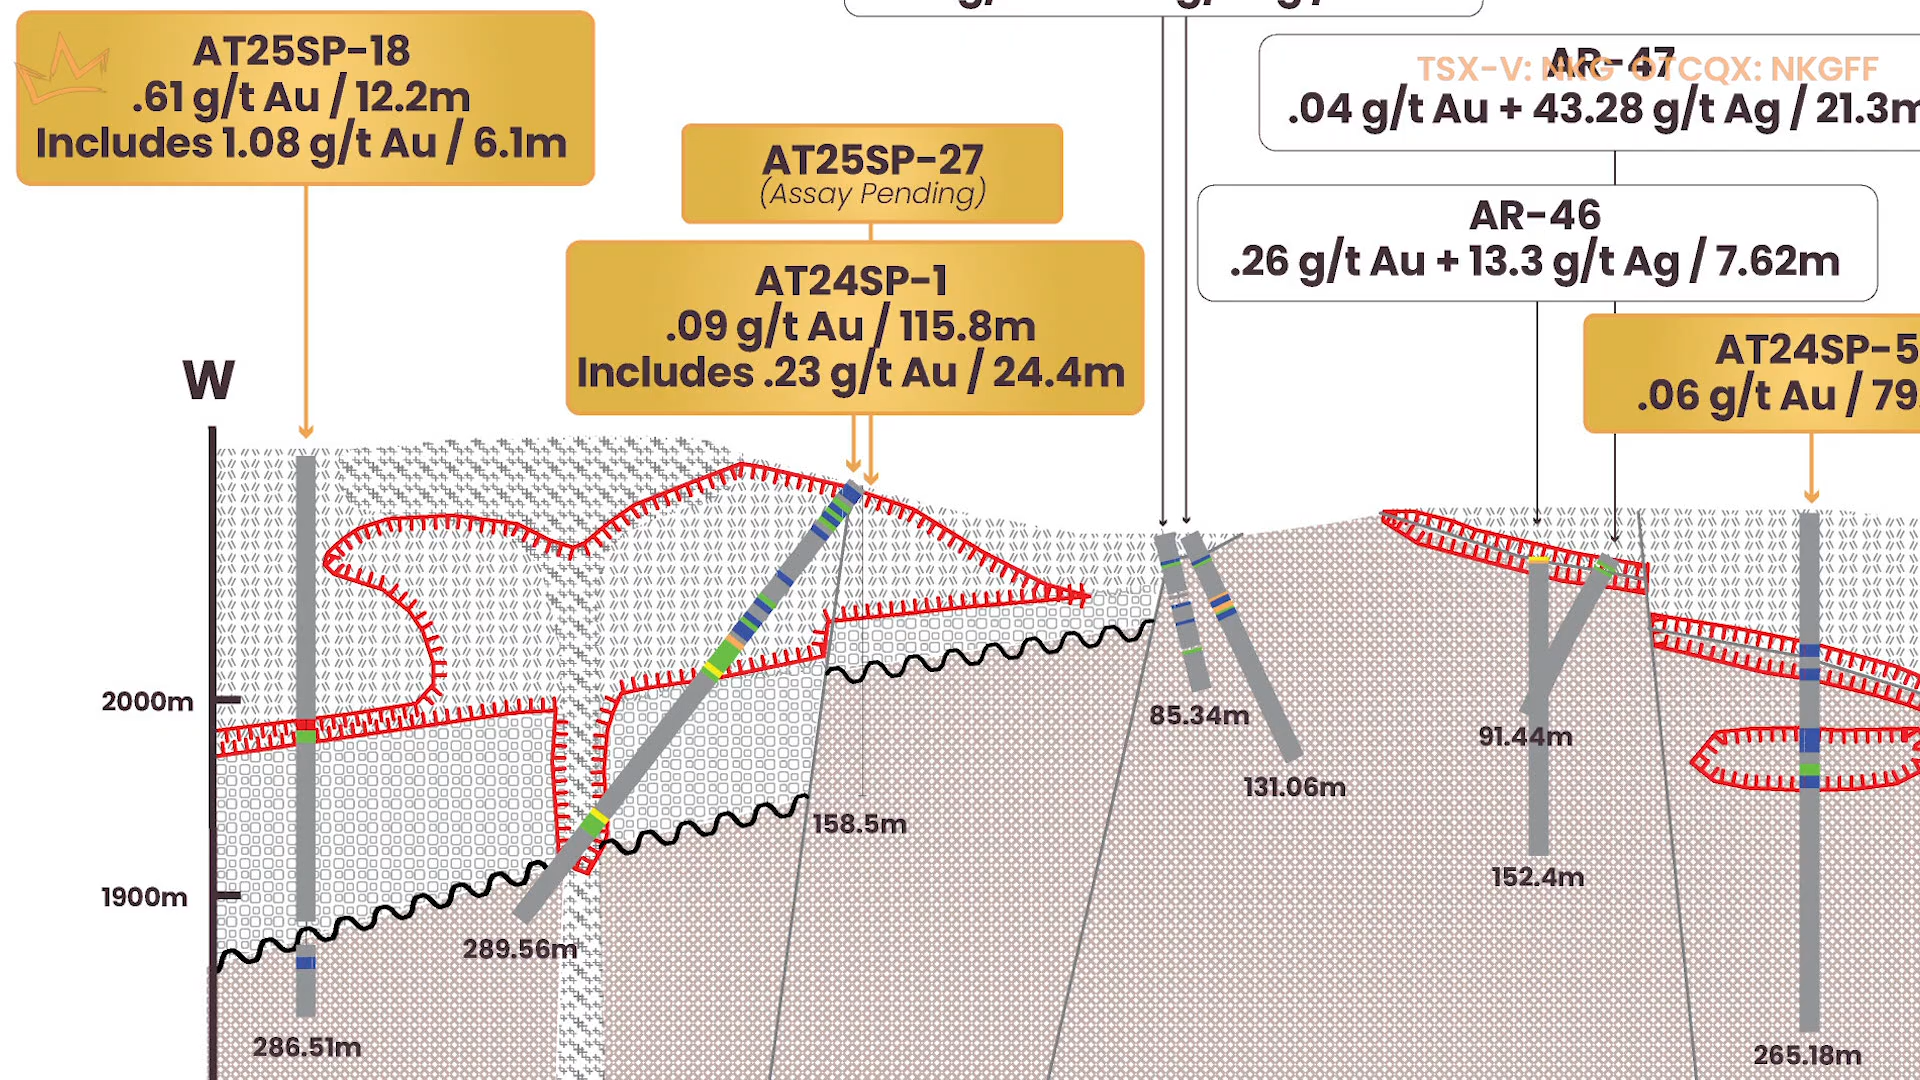 AT25SP-18
.61 g/t Au / 12.2m
Includes 1.08 g/t Au / 6.1m
AT25SP-27
(Assay Pending)
AT24SP-1
.09 g/t Au / 115.8m
Includes .23 g/t Au / 24.4m
TSX-V: NKG OTCQX: NKGFF
AR-47
.04 g/t Au + 43.28 g/t Ag / 21.3m
AR-46
.26 g/t Au + 13.3 g/t Ag / 7.62m
AT24SP-5
.06 g/t Au / 79
W
2000m
1900m
286.51m
289.56m
158.5m
85.34m
131.06m
91.44m
152.4m
265.18m